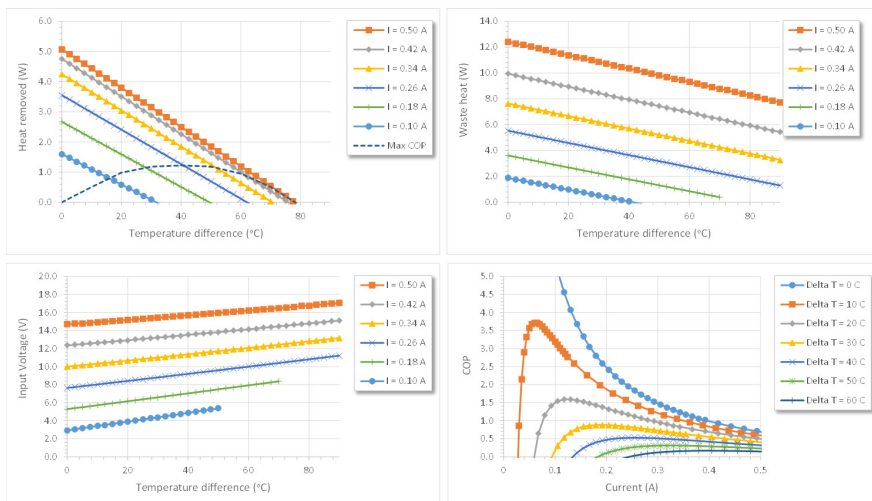 6.0
5.0
4.0
3.0
2.0
1.0
0.0
0
20
40
60
80
Heat removed (W)
Temperature difference (°C)
I = 0.50 A
I = 0.42 A
I = 0.34 A
I = 0.26 A
I = 0.18 A
I = 0.10 A
Max COP
14.0
12.0
10.0
8.0
6.0
4.0
2.0
0.0
0
20
40
60
80
Waste heat (W)
Temperature difference (°C)
I = 0.50 A
I = 0.42 A
I = 0.34 A
I = 0.26 A
I = 0.18 A
I = 0.10 A
20.0
18.0
16.0
14.0
12.0
10.0
8.0
6.0
4.0
2.0
0.0
0
20
40
60
80
Input Voltage (V)
Temperature difference (°C)
I = 0.50 A
I = 0.42 A
I = 0.34 A
I = 0.26 A
I = 0.18 A
I = 0.10 A
5.0
4.5
4.0
3.5
3.0
2.5
2.0
1.5
1.0
0.5
0.0
0
0.1
0.2
0.3
0.4
0.5
COP
Current (A)
Delta T = 0 C
Delta T = 10 C
Delta T = 20 C
Delta T = 30 C
Delta T = 40 C
Delta T = 50 C
Delta T = 60 C